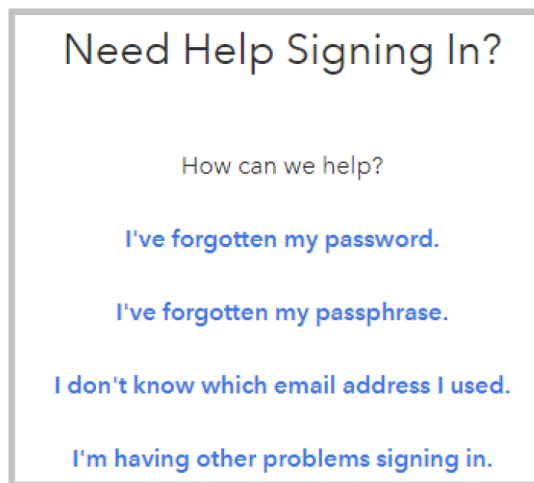 Need Help Signing In?
How can we help?
I've forgotten my password.
I've forgotten my passphrase.
I don't know which email address I used.
I'm having other problems signing in.